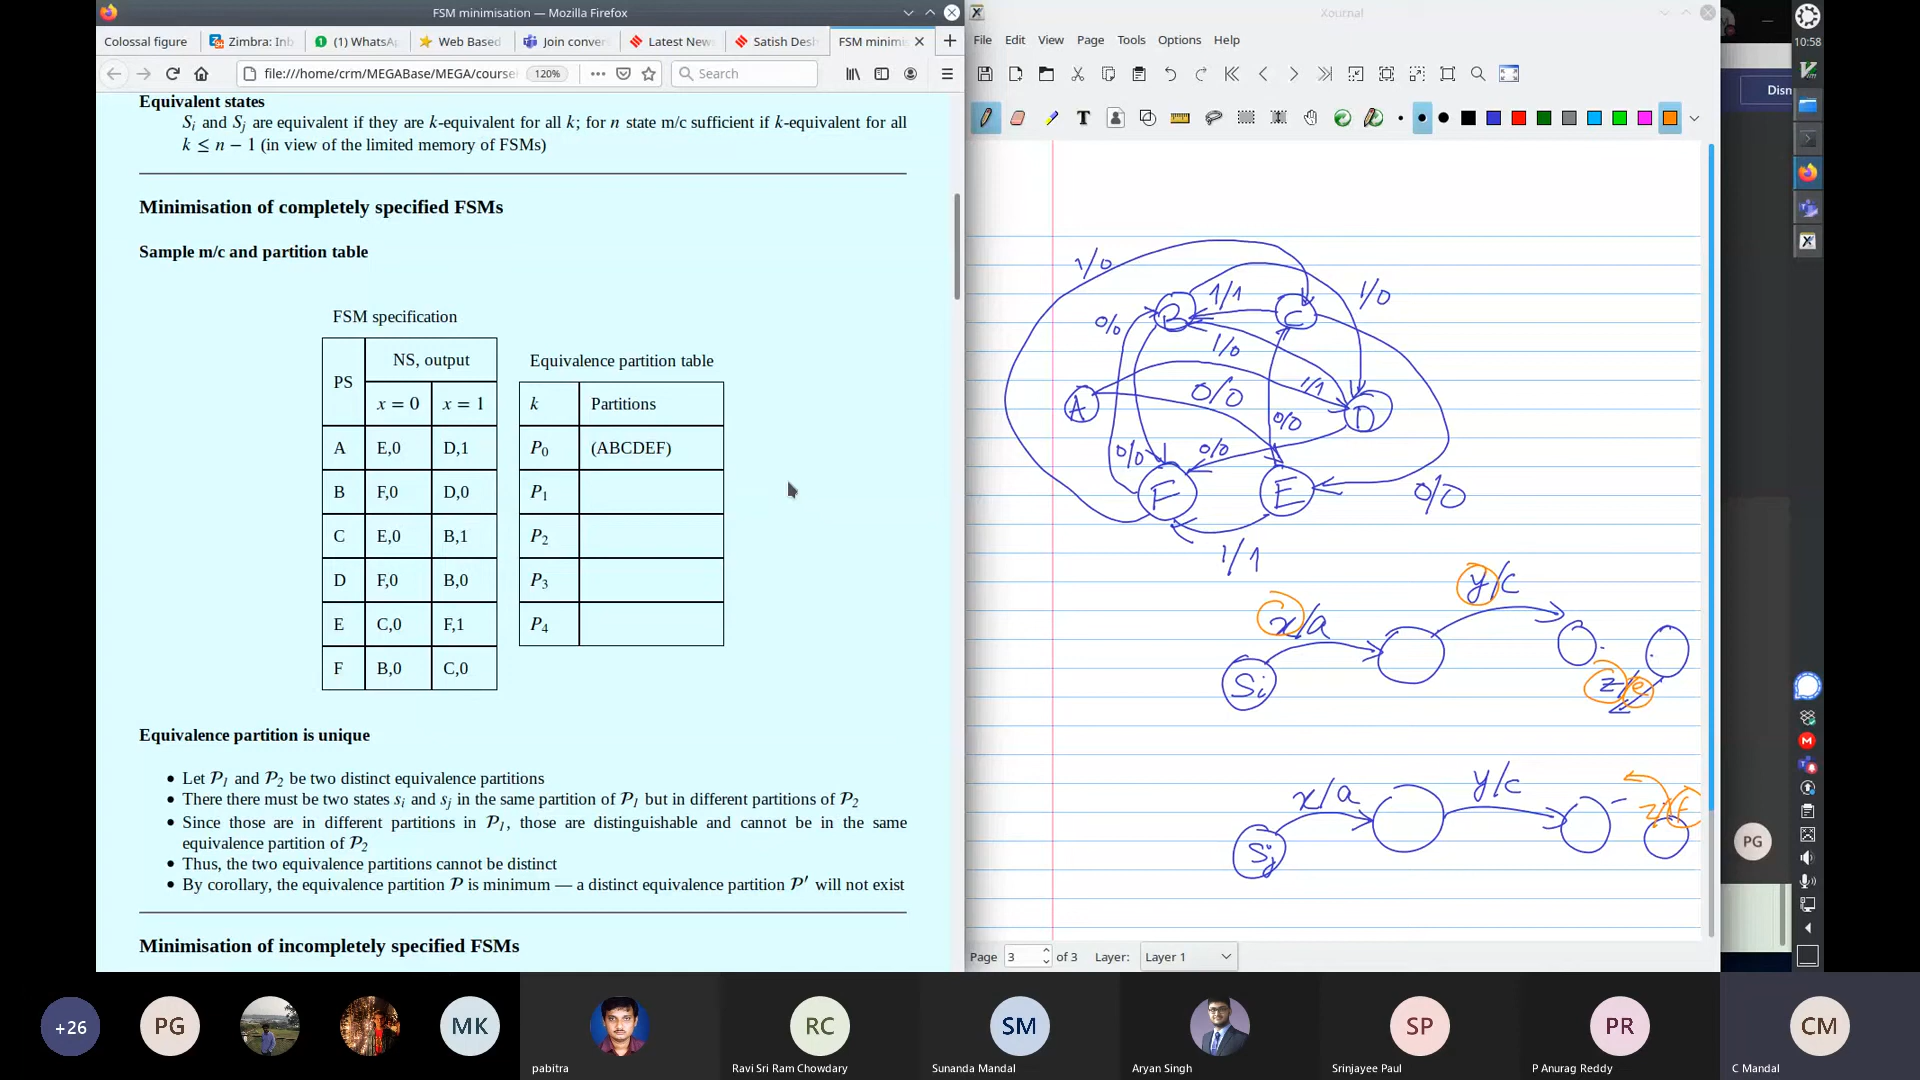 FSM minimisation — Mozilla Firefox
Colossal figure
Zimbra: Inb
(1) WhatsAp
Web Based
Join conver
Latest New
Satish Desh
FSM minimi
file:///home/crm/MEGABase/MEGA/course
120%
Search
Equivalent states
Si and Sj are equivalent if they are k-equivalent for all k; for n state m/c sufficient if k-equivalent for all
k ≤ n − 1 (in view of the limited memory of FSMs)
Minimisation of completely specified FSMs
Sample m/c and partition table
FSM specification
PS NS, output
x = 0 x = 1
A E,0 D,1
B F,0 D,0
C E,0 B,1
D F,0 B,0
E C,0 F,1
F B,0 C,0
Equivalence partition table
k Partitions
P0 (ABCDEF)
P1
P2
P3
P4
Equivalence partition is unique
• Let P1 and P2 be two distinct equivalence partitions
• There there must be two states si and sj in the same partition of P1 but in different partitions of P2
• Since those are in different partitions in P1, those are distinguishable and cannot be in the same
equivalence partition of P2
• Thus, the two equivalence partitions cannot be distinct
• By corollary, the equivalence partition P is minimum — a distinct equivalence partition P′ will not exist
Minimisation of incompletely specified FSMs
Xournal
File Edit View Page Tools Options Help
T
1/0
1/1
1/0
B
C
0/0
1/0
A
0/0
1/1
D
0/0
0/0
0/0
F
E
0/0
1/1
x/a
y/c
Si
z/e
x/a
y/c
Sj
Page 3 of 3 Layer: Layer 1
10:58
Disn
PG
+26
PG
MK
pabitra
RC
Ravi Sri Ram Chowdary
SM
Sunanda Mandal
Aryan Singh
SP
Srinjayee Paul
PR
P Anurag Reddy
CM
C Mandal